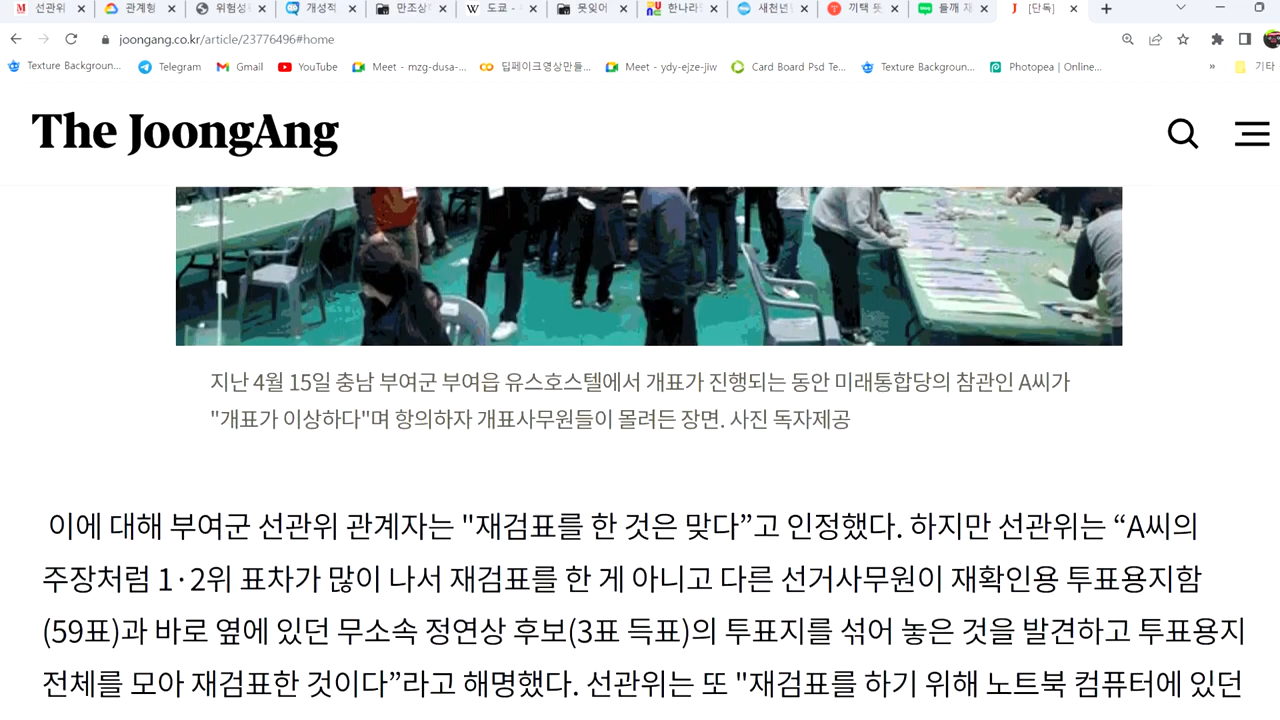 선관위
관계형
위험성
개성적
만조상
도쿄 -
못잊어
한나라
새천년
끼택 뜻
들깨 재
[단독]
joongang.co.kr/article/23776496#home
Texture Backgroun...
Telegram
Gmail
YouTube
Meet - mzg-dusa-...
딥페이크영상만들...
Meet - ydy-ejze-jiw
Card Board Psd Te...
Texture Backgroun...
Photopea | Online...
기타
The JoongAng
지난 4월 15일 충남 부여군 부여읍 유스호스텔에서 개표가 진행되는 동안 미래통합당의 참관인 A씨가
"개표가 이상하다"며 항의하자 개표사무원들이 몰려든 장면. 사진 독자제공
이에 대해 부여군 선관위 관계자는 "재검표를 한 것은 맞다”고 인정했다. 하지만 선관위는 “A씨의
주장처럼 1·2위 표차가 많이 나서 재검표를 한 게 아니고 다른 선거사무원이 재확인용 투표용지함
(59표)과 바로 옆에 있던 무소속 정연상 후보(3표 득표)의 투표지를 섞어 놓은 것을 발견하고 투표용지
전체를 모아 재검표한 것이다”라고 해명했다. 선관위는 또 "재검표를 하기 위해 노트북 컴퓨터에 있던